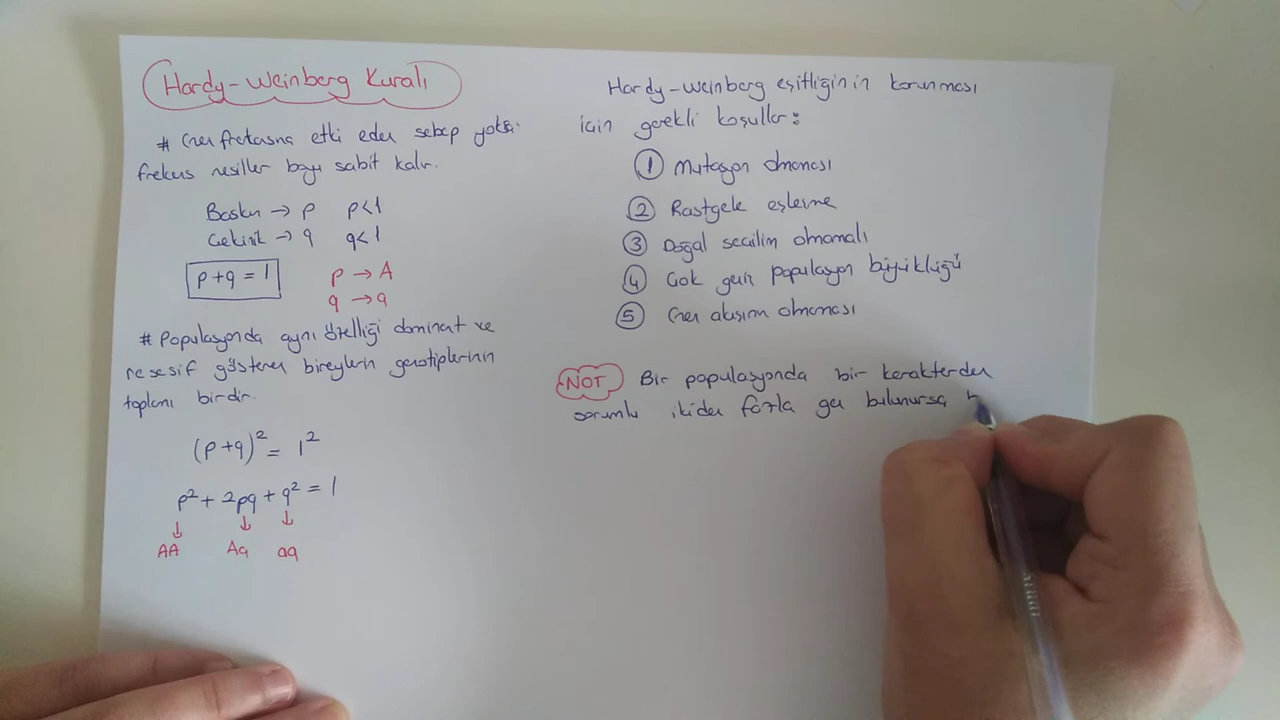 Hardy-Weinberg Kuralı
# Gen frekasına etki eden sebep yoksa
frekans nesiller boyu sabit kalır.
Baskın → p p<1
Çekinik → q q<1
p+q = 1 p → A
q → a
# Populasyonda aynı özelliği dominant ve
resesif gösteren bireylerin genotiplerinin
toplamı birdir.
(p+q)² = 1²
p² + 2pq + q² = 1
↓ ↓ ↓
AA Aa aa
Hardy-Weinberg eşitliğinin korunması
için gerekli koşullar:
① Mutasyon olmaması
② Rastgele eşleme
③ Doğal seçilim olmamalı
④ Çok geniş populasyon büyüklüğü
⑤ Gen akışının olmaması
NOT Bir populasyonda bir karakterden
sorumlu ikiden fazla gen bulunursa